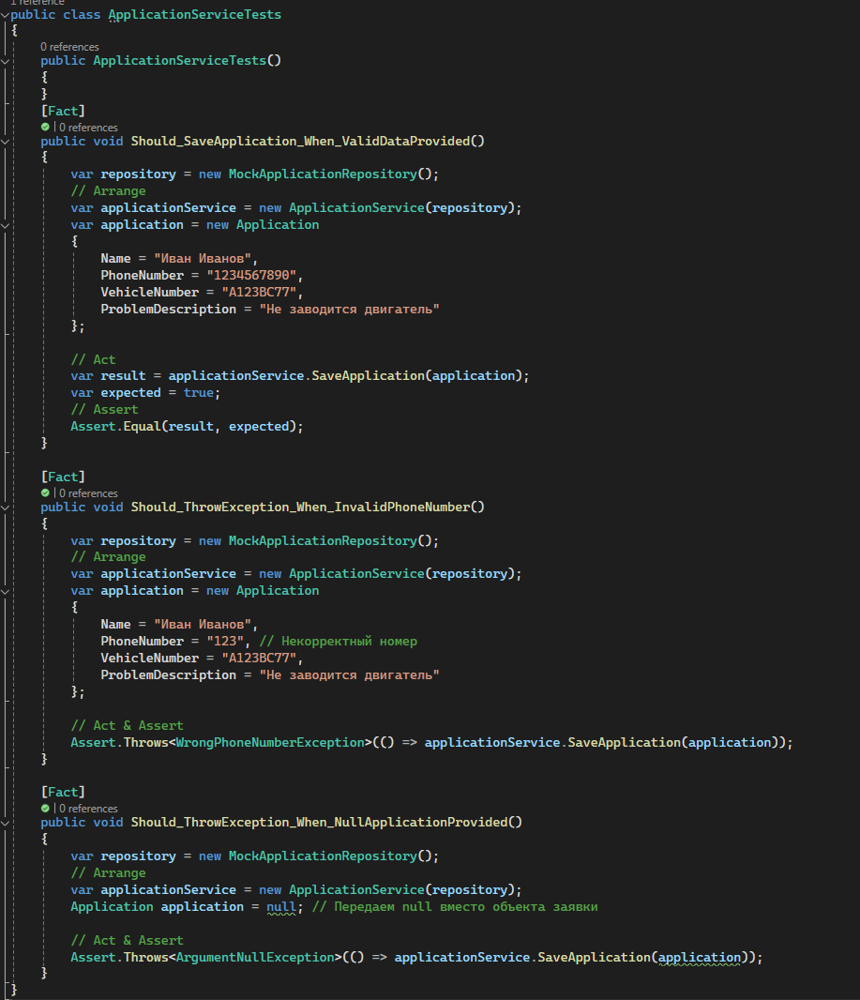 1 reference
public class ApplicationServiceTests
{
0 references
public ApplicationServiceTests()
{
}
[Fact]
| 0 references
public void Should_SaveApplication_When_ValidDataProvided()
{
var repository = new MockApplicationRepository();
// Arrange
var applicationService = new ApplicationService(repository);
var application = new Application
{
Name = "Иван Иванов",
PhoneNumber = "1234567890",
VehicleNumber = "А123ВС77",
ProblemDescription = "Не заводится двигатель"
};
// Act
var result = applicationService.SaveApplication(application);
var expected = true;
// Assert
Assert.Equal(result, expected);
}
[Fact]
| 0 references
public void Should_ThrowException_When_InvalidPhoneNumber()
{
var repository = new MockApplicationRepository();
// Arrange
var applicationService = new ApplicationService(repository);
var application = new Application
{
Name = "Иван Иванов",
PhoneNumber = "123", // Некорректный номер
VehicleNumber = "А123ВС77",
ProblemDescription = "Не заводится двигатель"
};
// Act & Assert
Assert.Throws<WrongPhoneNumberException>(() => applicationService.SaveApplication(application));
}
[Fact]
| 0 references
public void Should_ThrowException_When_NullApplicationProvided()
{
var repository = new MockApplicationRepository();
// Arrange
var applicationService = new ApplicationService(repository);
Application application = null; // Передаем null вместо объекта заявки
// Act & Assert
Assert.Throws<ArgumentNullException>(() => applicationService.SaveApplication(application));
}
}